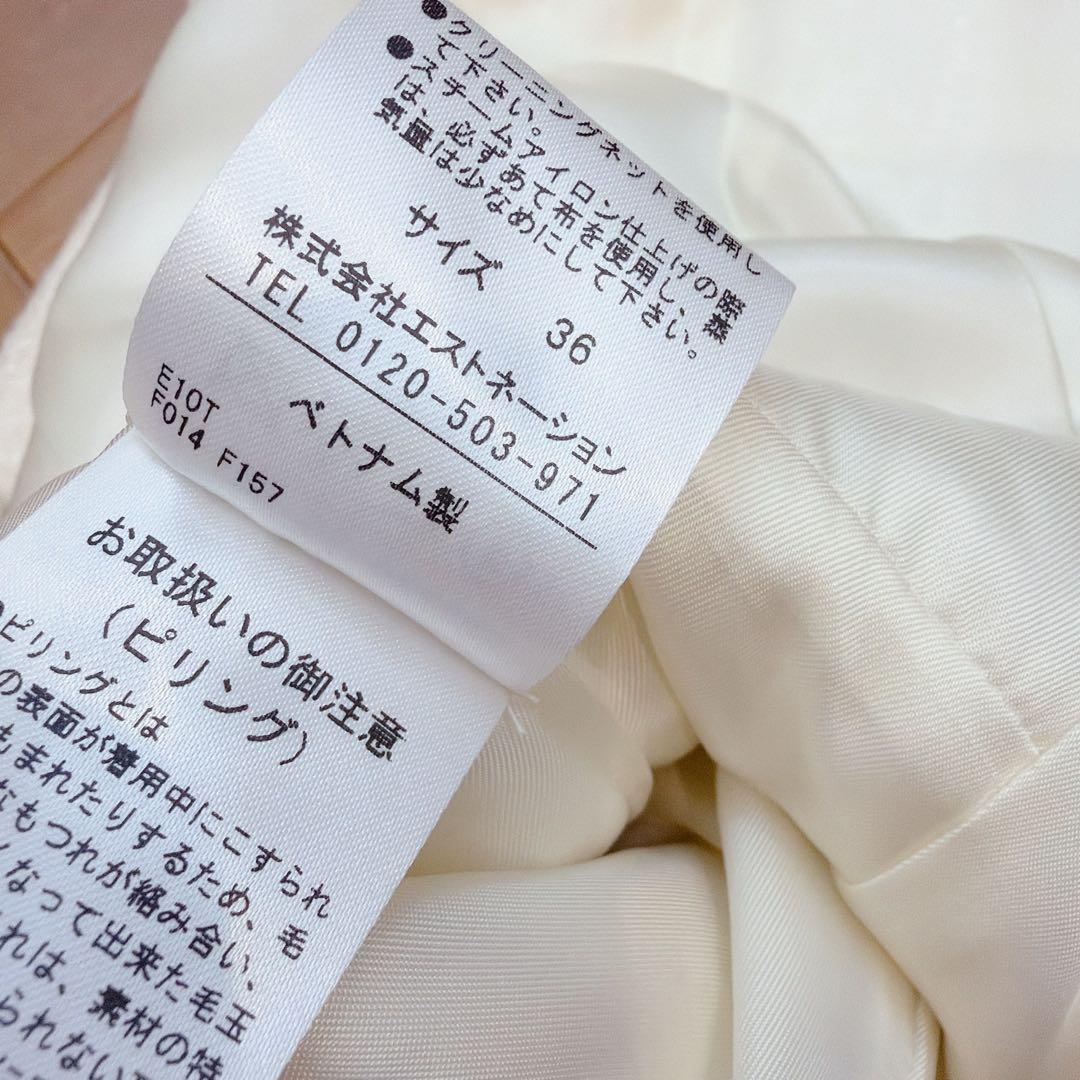 ●クリーニングネットを使用し
て下さい。
●スチームアイロン仕上げの際
は、必ずあて布を使用し、蒸
気量は少なめにして下さい。
サイズ 36
株式会社エストネーション
TEL 0120-503-971
ベトナム製
E10T
F014 F157
お取扱いの御注意
(ピリング)
ピリングとは
の表面が着用中にこすられ
もまれたりするため、毛
なもつれが絡み合い、
なって出来た毛玉
れは、素材の特
られない